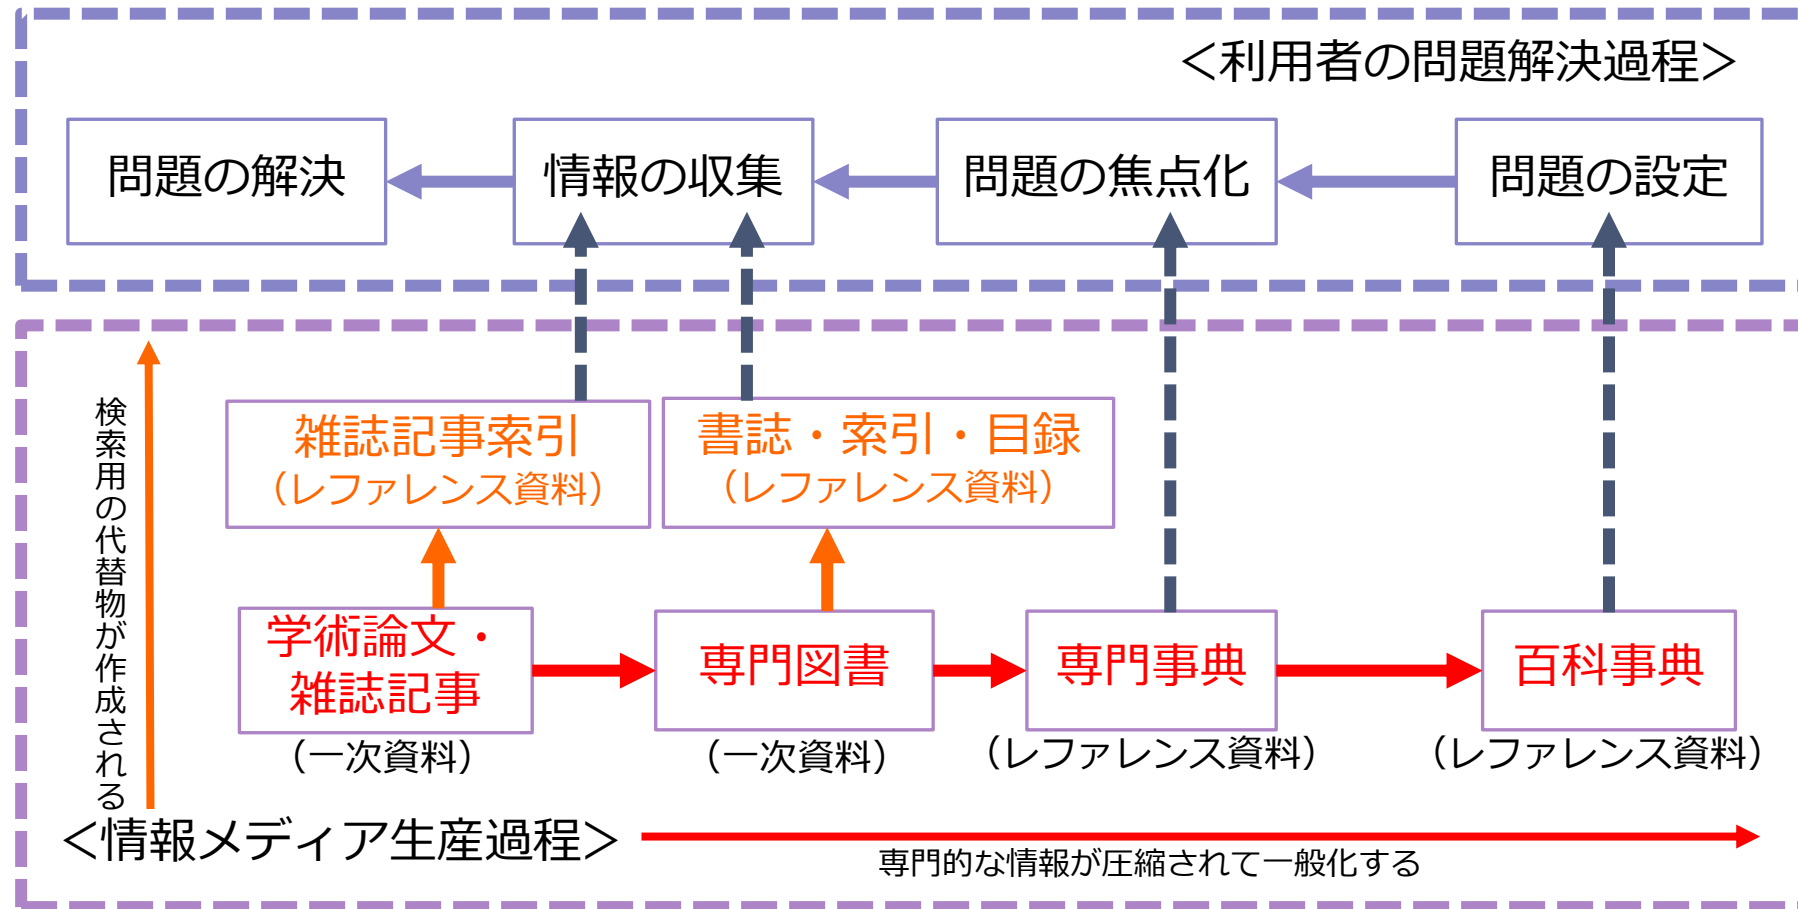 ＜利用者の問題解決過程＞
問題の解決
情報の収集
問題の焦点化
問題の設定
検索用の代替物が作成される
雑誌記事索引
（レファレンス資料）
書誌・索引・目録
（レファレンス資料）
学術論文・
雑誌記事
（一次資料）
専門図書
（一次資料）
専門事典
（レファレンス資料）
百科事典
（レファレンス資料）
＜情報メディア生産過程＞
専門的な情報が圧縮されて一般化する